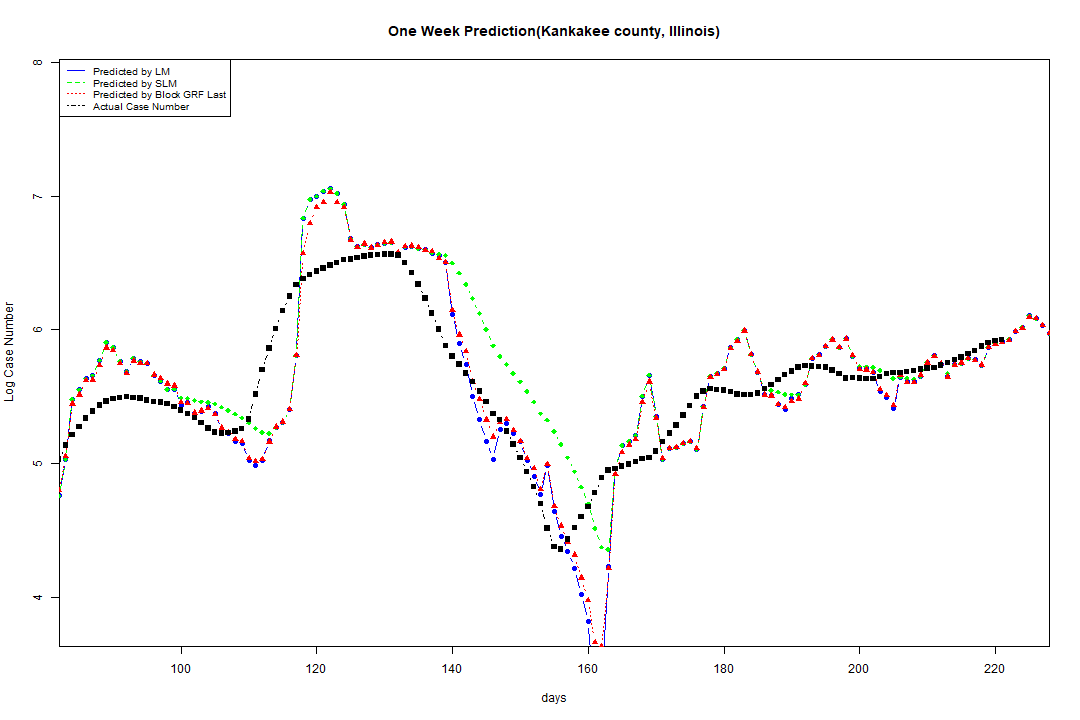 One Week Prediction(Kankakee county, Illinois)
Predicted by LM
Predicted by SLM
Predicted by Block GRF Last
Actual Case Number
8
7
6
5
4
Log Case Number
100 120 140 160 180 200 220
days